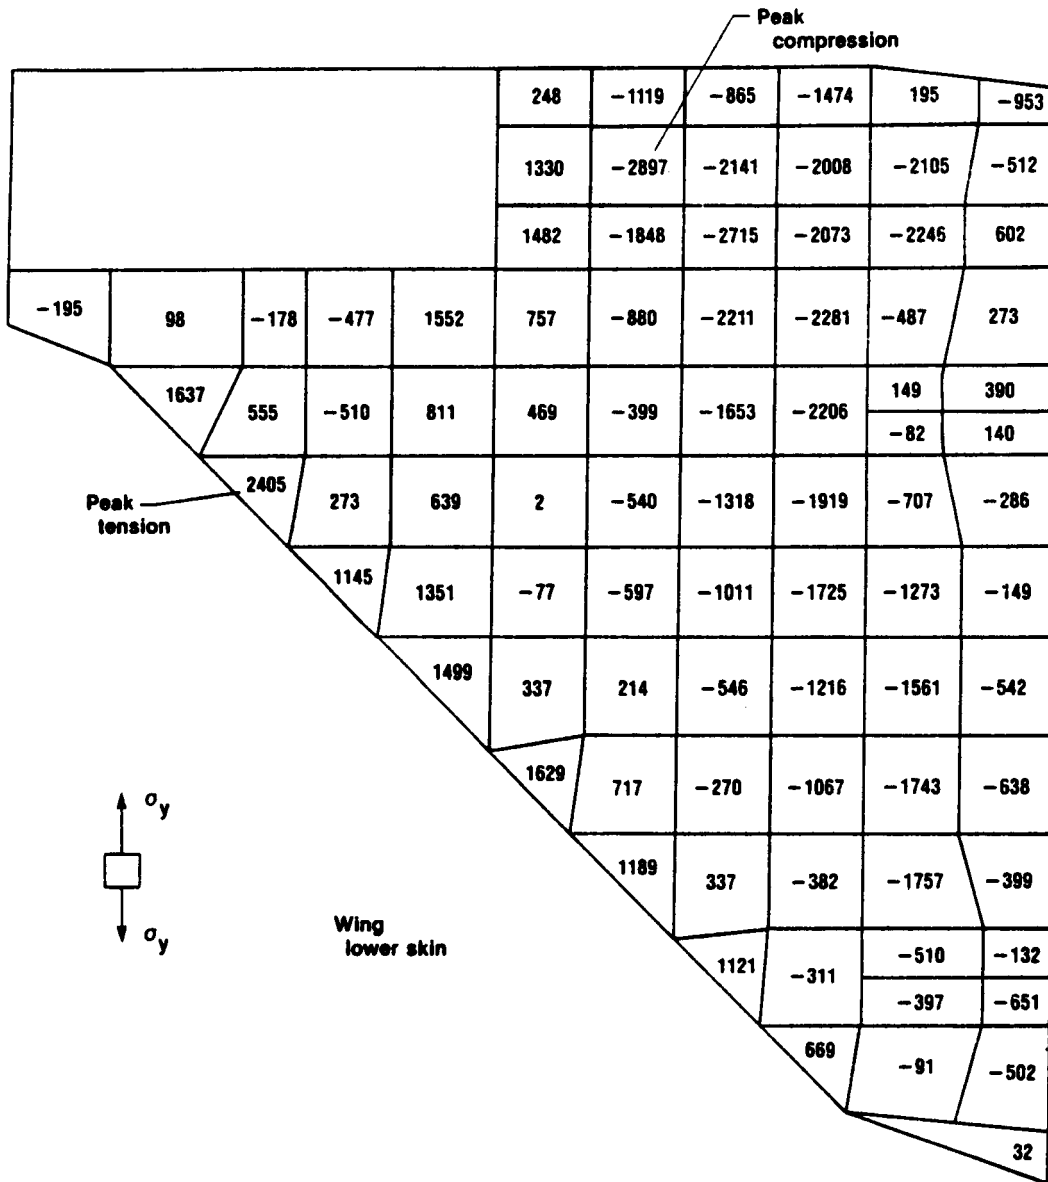 Peak
compression
248 −1119 −865 −1474 195 −953
1330 −2897 −2141 −2008 −2105 −512
1482 −1848 −2715 −2073 −2246 602
−195 98 −178 −477 1552 757 −880 −2211 −2281 −487 273
1637 555 −510 811 469 −399 −1653 −2206 149 390
−82 140
Peak
tension
2405 273 639 2 −540 −1318 −1919 −707 −286
1145 1351 −77 −597 −1011 −1725 −1273 −149
1499 337 214 −546 −1216 −1561 −542
1629 717 −270 −1067 −1743 −638
σy
σy
1189 337 −382 −1757 −399
Wing
lower skin
1121 −311 −510 −132
−397 −651
669 −91 −502
32